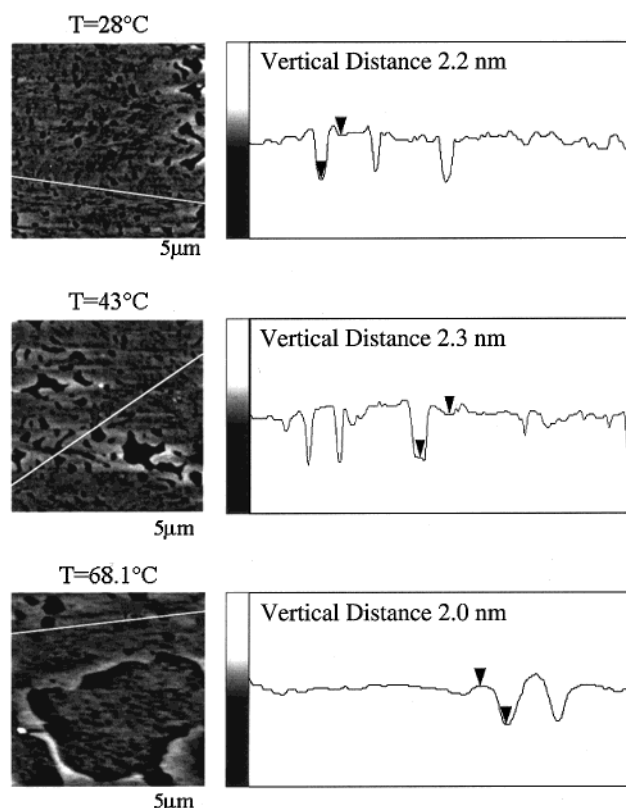 T=28°C
Vertical Distance 2.2 nm
5μm
T=43°C
Vertical Distance 2.3 nm
5μm
T=68.1°C
Vertical Distance 2.0 nm
5μm